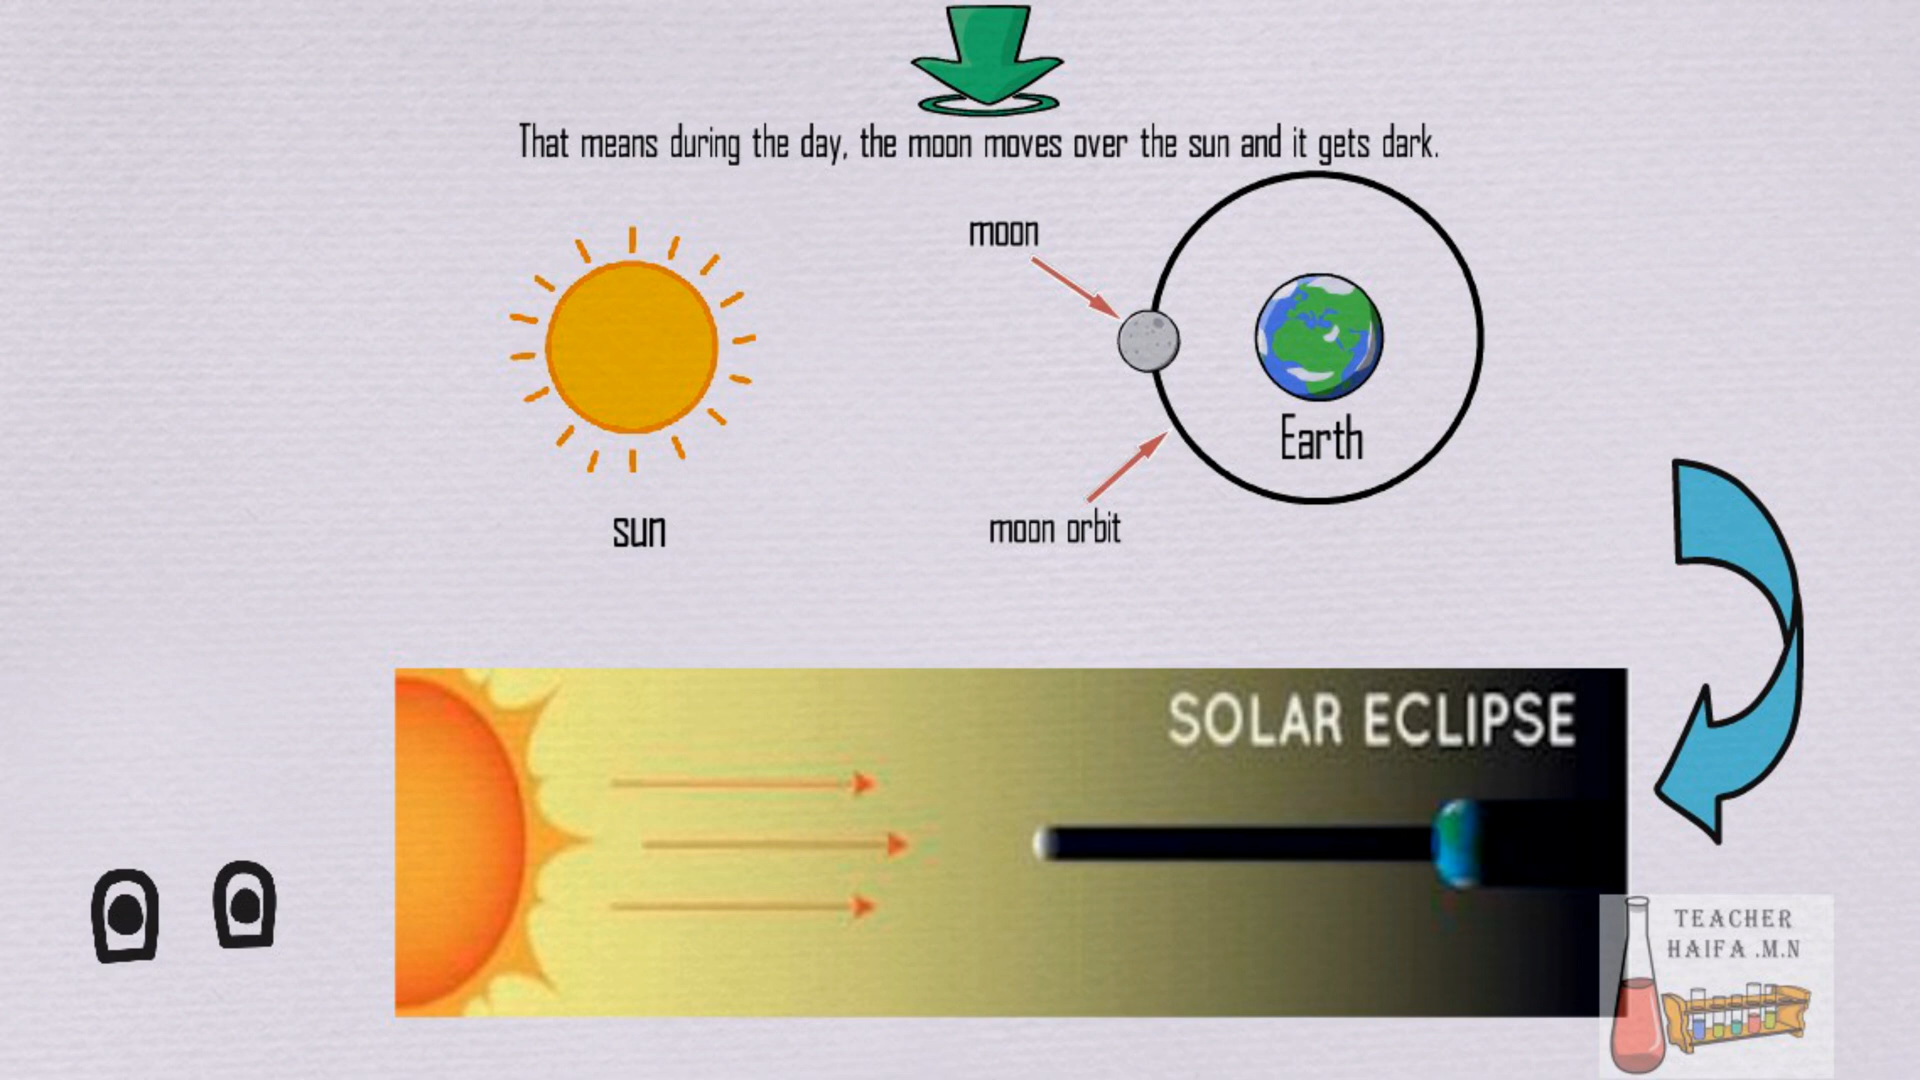 That means during the day, the moon moves over the sun and it gets dark.
moon
Earth
sun
moon orbit
SOLAR ECLIPSE
TEACHER
HAIFA .M.N